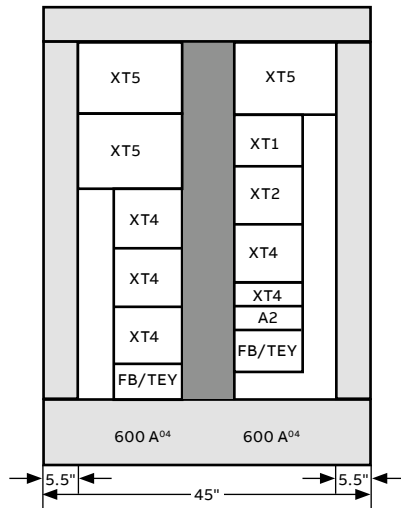 XT5
XT5
XT4
XT4
XT4
FB/TEY
XT5
XT1
XT2
XT4
XT4
A2
FB/TEY
600 A⁰⁴ 600 A⁰⁴
5.5" 5.5"
45"